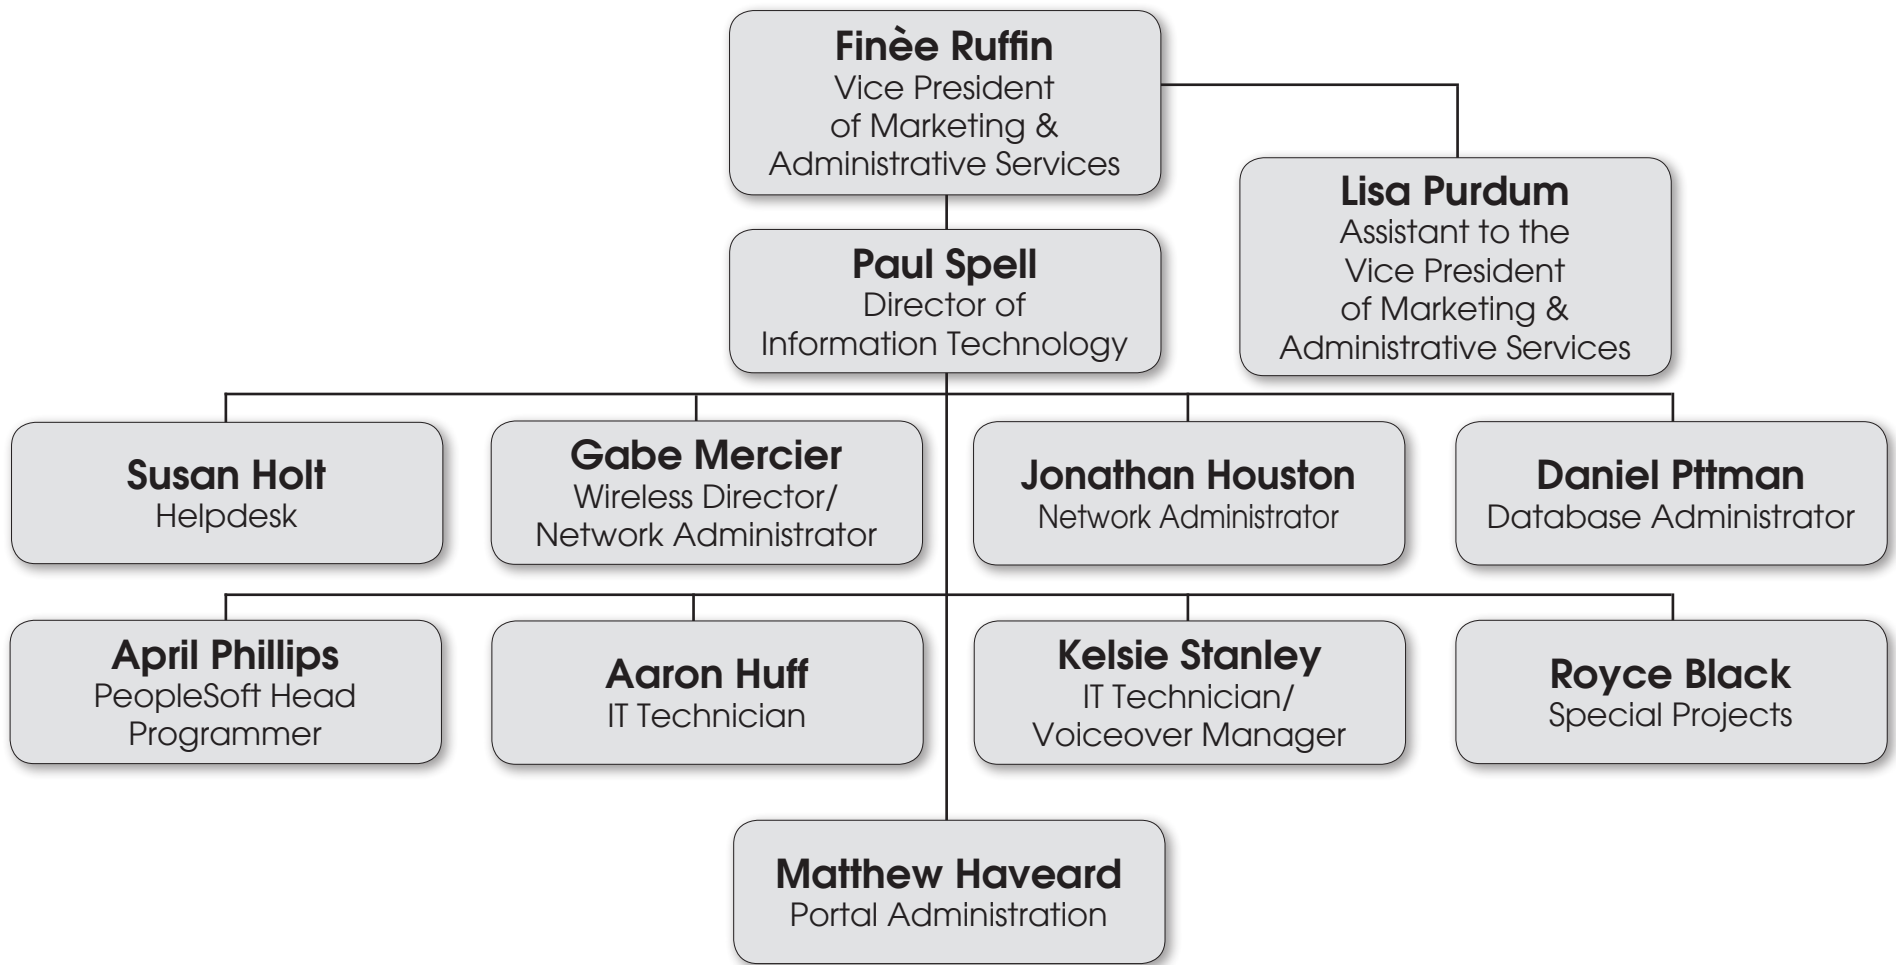 Finèe Ruffin
Vice President
of Marketing &
Administrative Services
Lisa Purdum
Assistant to the
Vice President
of Marketing &
Administrative Services
Paul Spell
Director of
Information Technology
Susan Holt
Helpdesk
Gabe Mercier
Wireless Director/
Network Administrator
Jonathan Houston
Network Administrator
Daniel Pttman
Database Administrator
April Phillips
PeopleSoft Head
Programmer
Aaron Huff
IT Technician
Kelsie Stanley
IT Technician/
Voiceover Manager
Royce Black
Special Projects
Matthew Haveard
Portal Administration